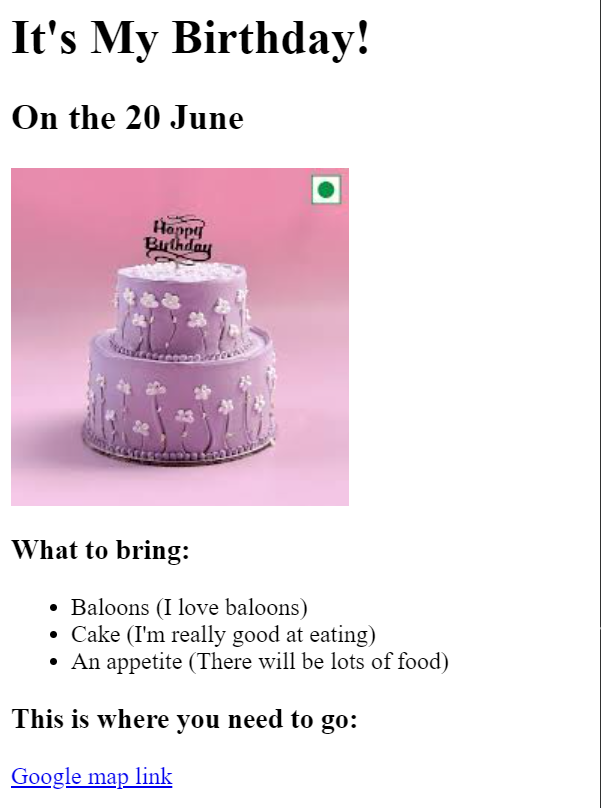 It's My Birthday!
On the 20 June
Happy
Birthday
What to bring:
Baloons (I love baloons)
Cake (I'm really good at eating)
An appetite (There will be lots of food)
This is where you need to go:
Google map link